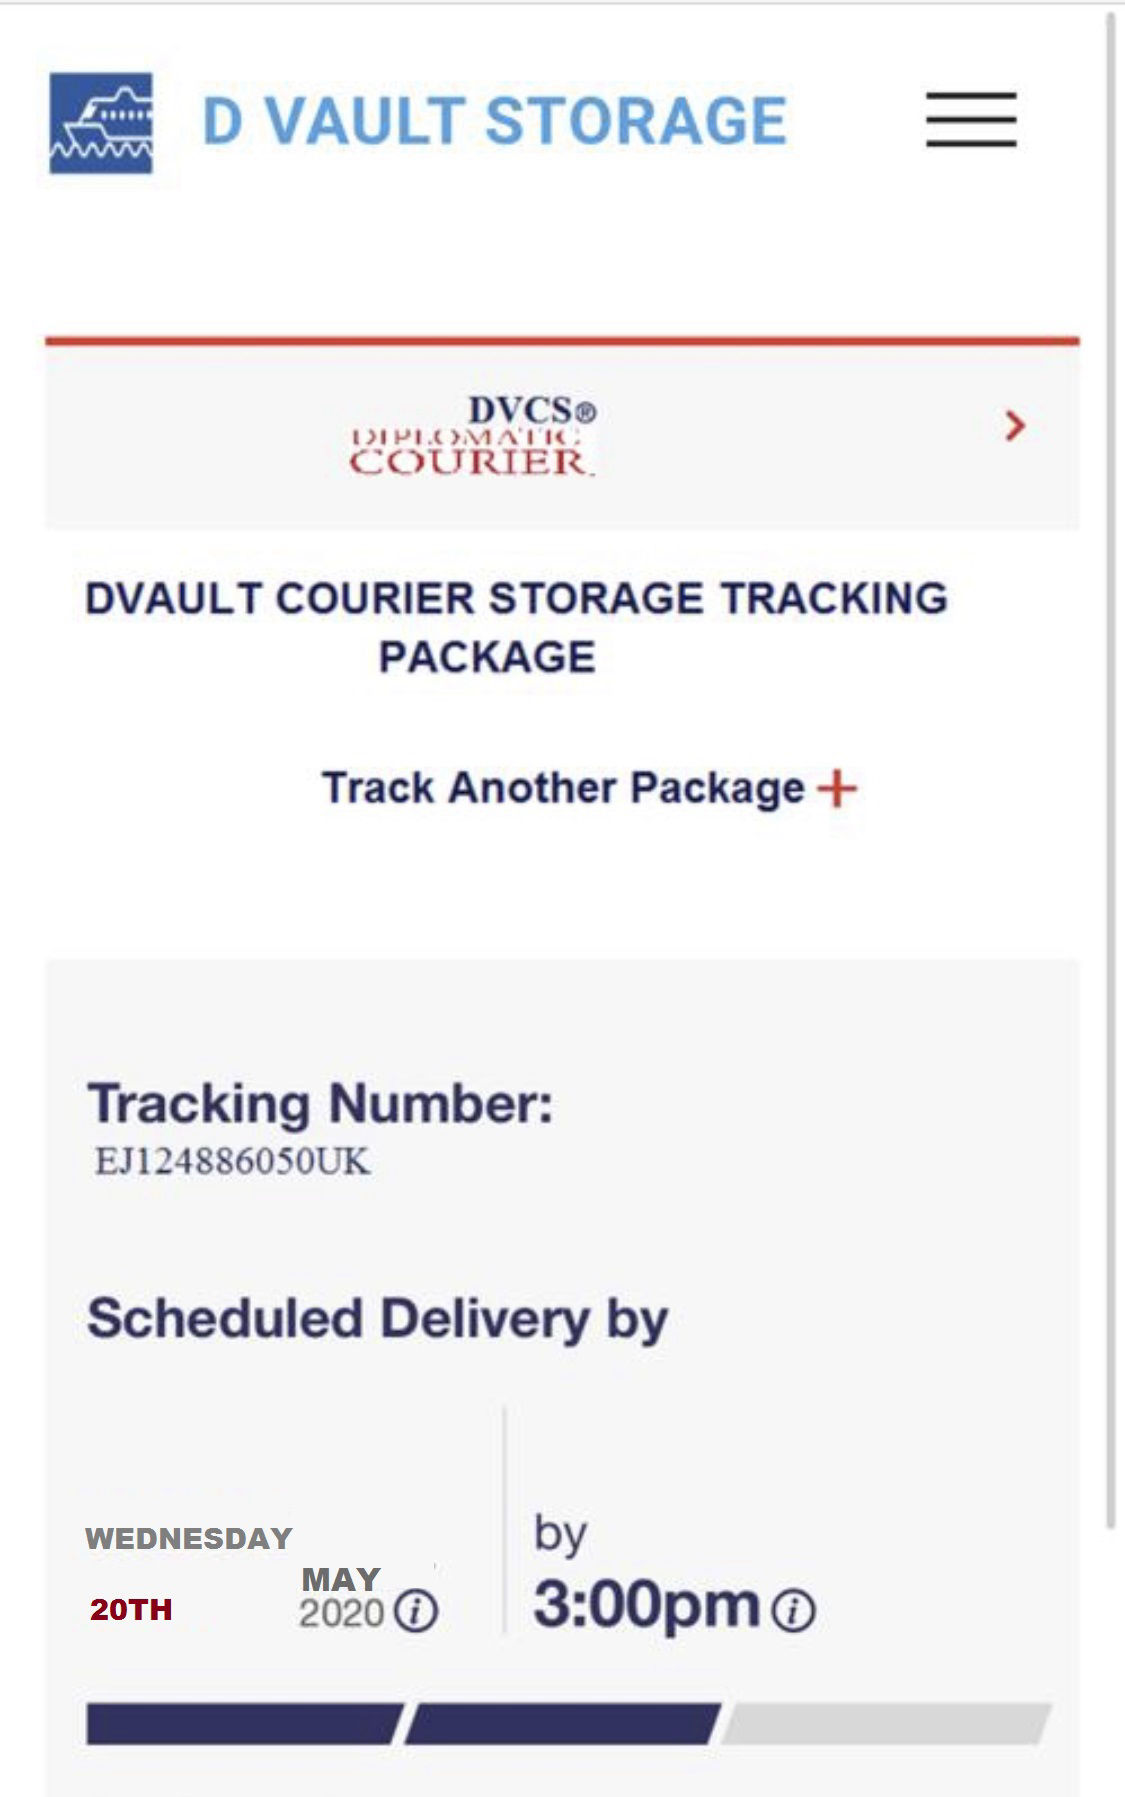 D VAULT STORAGE
DVCS®
DIPLOMATIC
COURIER
DVAULT COURIER STORAGE TRACKING
PACKAGE
Track Another Package +
Tracking Number:
EJ124886050UK
Scheduled Delivery by
WEDNESDAY
20TH
MAY
2020
by
3:00pm